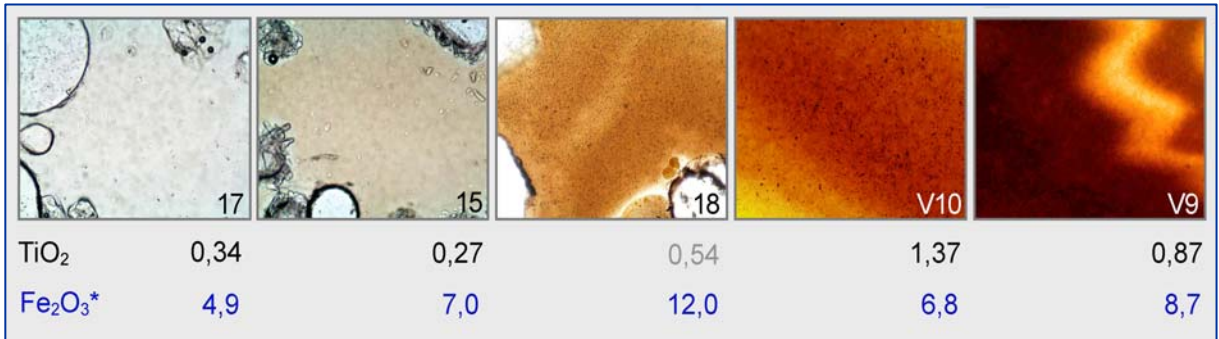 17 15 18 V10 V9
TiO₂ 0,34 0,27 0,54 1,37 0,87
Fe₂O₃* 4,9 7,0 12,0 6,8 8,7